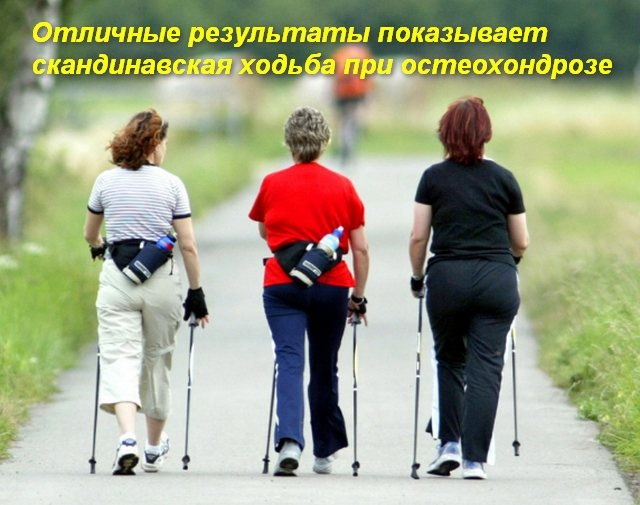 Отличные результаты показывает
скандинавская ходьба при остеохондрозе